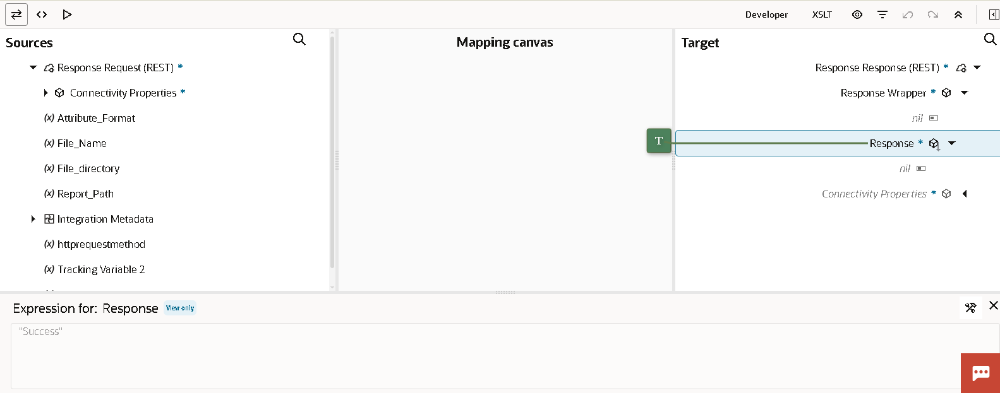 Developer XSLT
Sources
Response Request (REST) *
Connectivity Properties *
(x) Attribute_Format
(x) File_Name
(x) File_directory
(x) Report_Path
Integration Metadata
(x) httprequestmethod
(x) Tracking Variable 2
Mapping canvas
T
Target
Response Response (REST) *
Response Wrapper *
nil
Response *
nil
Connectivity Properties *
Expression for: Response View only
"Success"